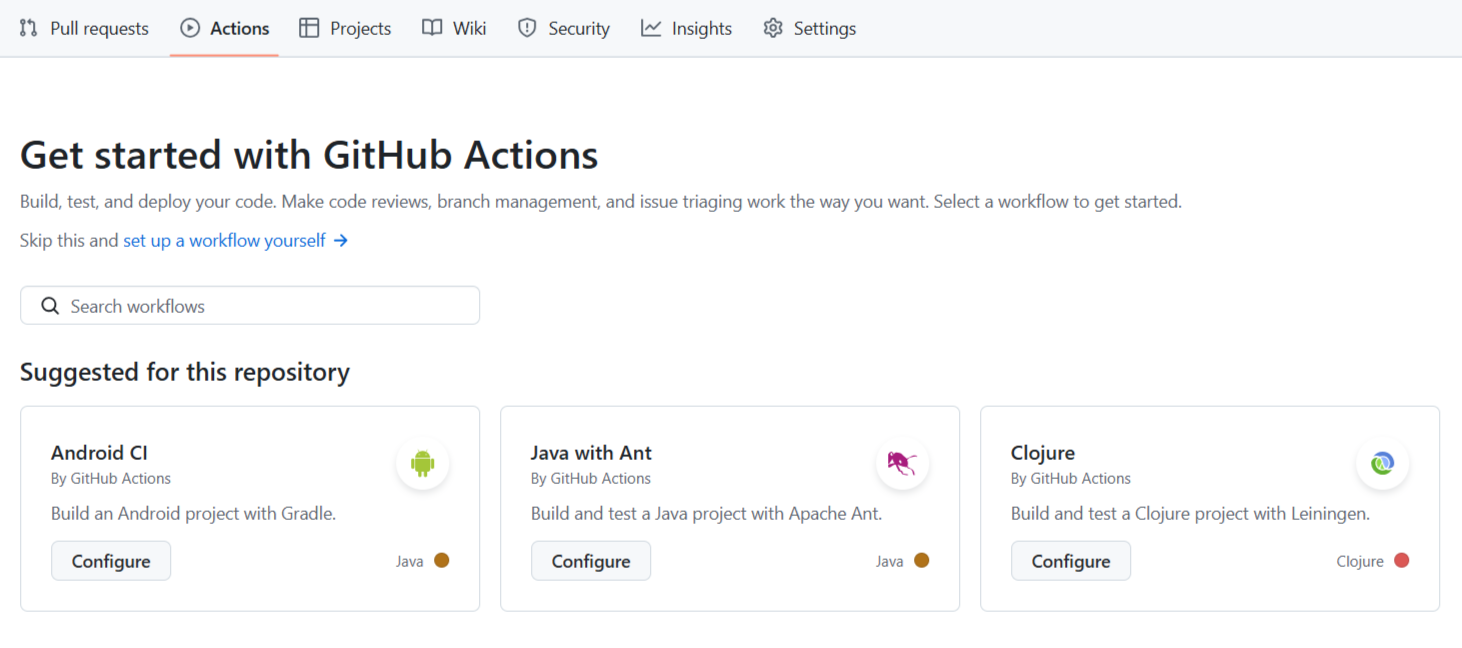 Pull requests Actions Projects Wiki Security Insights Settings
Get started with GitHub Actions
Build, test, and deploy your code. Make code reviews, branch management, and issue triaging work the way you want. Select a workflow to get started.
Skip this and set up a workflow yourself →
Search workflows
Suggested for this repository
Android CI
By GitHub Actions
Build an Android project with Gradle.
Configure Java
Java with Ant
By GitHub Actions
Build and test a Java project with Apache Ant.
Configure Java
Clojure
By GitHub Actions
Build and test a Clojure project with Leiningen.
Configure Clojure